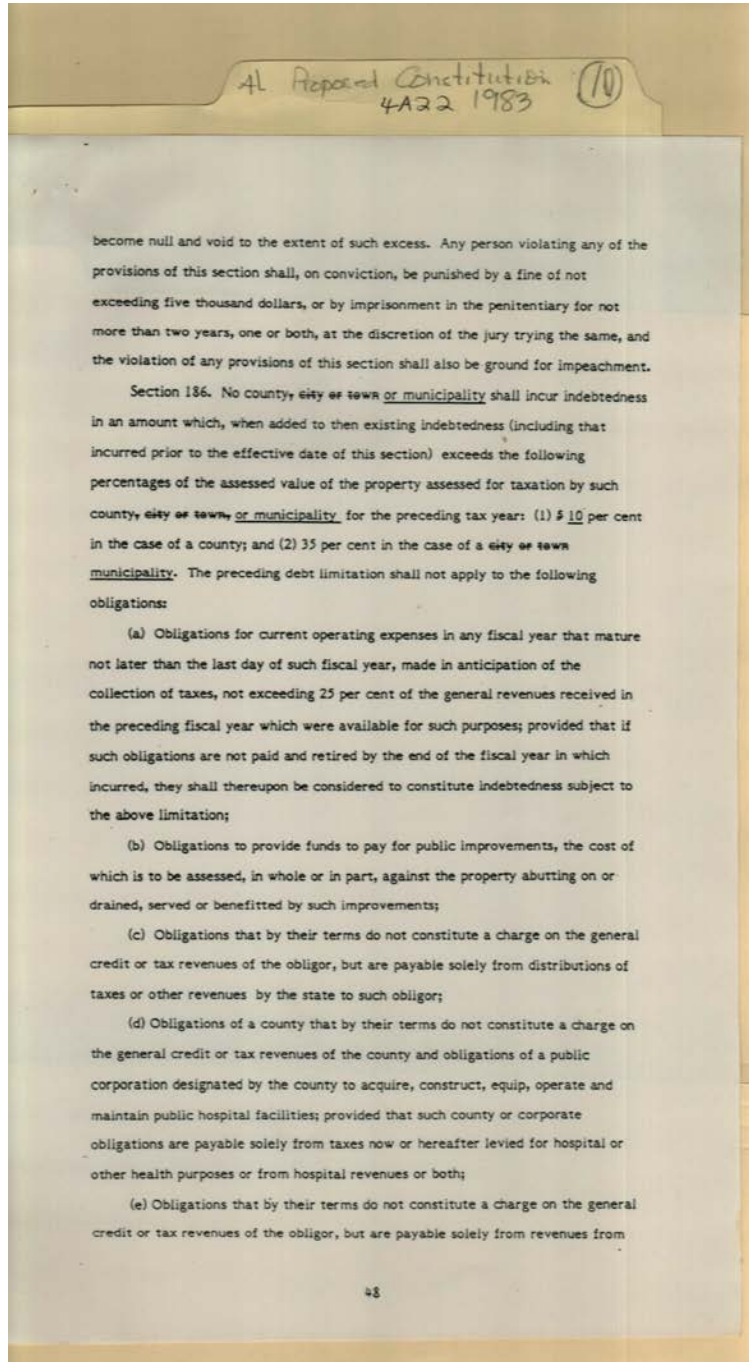 AL Proposed Constitution (10)
4A22 1983
become null and void to the extent of such excess. Any person violating any of the
provisions of this section shall, on conviction, be punished by a fine of not
exceeding five thousand dollars, or by imprisonment in the penitentiary for not
more than two years, one or both, at the discretion of the jury trying the same, and
the violation of any provisions of this section shall also be ground for impeachment.
Section 186. No county, city or town or municipality shall incur indebtedness
in an amount which, when added to then existing indebtedness (including that
incurred prior to the effective date of this section) exceeds the following
percentages of the assessed value of the property assessed for taxation by such
county, city or town, or municipality for the preceding tax year: (1) 5 10 per cent
in the case of a county; and (2) 35 per cent in the case of a city or town
municipality. The preceding debt limitation shall not apply to the following
obligations:
(a) Obligations for current operating expenses in any fiscal year that mature
not later than the last day of such fiscal year, made in anticipation of the
collection of taxes, not exceeding 25 per cent of the general revenues received in
the preceding fiscal year which were available for such purposes; provided that if
such obligations are not paid and retired by the end of the fiscal year in which
incurred, they shall thereupon be considered to constitute indebtedness subject to
the above limitation;
(b) Obligations to provide funds to pay for public improvements, the cost of
which is to be assessed, in whole or in part, against the property abutting on or
drained, served or benefitted by such improvements;
(c) Obligations that by their terms do not constitute a charge on the general
credit or tax revenues of the obligor, but are payable solely from distributions of
taxes or other revenues by the state to such obligor;
(d) Obligations of a county that by their terms do not constitute a charge on
the general credit or tax revenues of the county and obligations of a public
corporation designated by the county to acquire, construct, equip, operate and
maintain public hospital facilities; provided that such county or corporate
obligations are payable solely from taxes now or hereafter levied for hospital or
other health purposes or from hospital revenues or both;
(e) Obligations that by their terms do not constitute a charge on the general
credit or tax revenues of the obligor, but are payable solely from revenues from
48